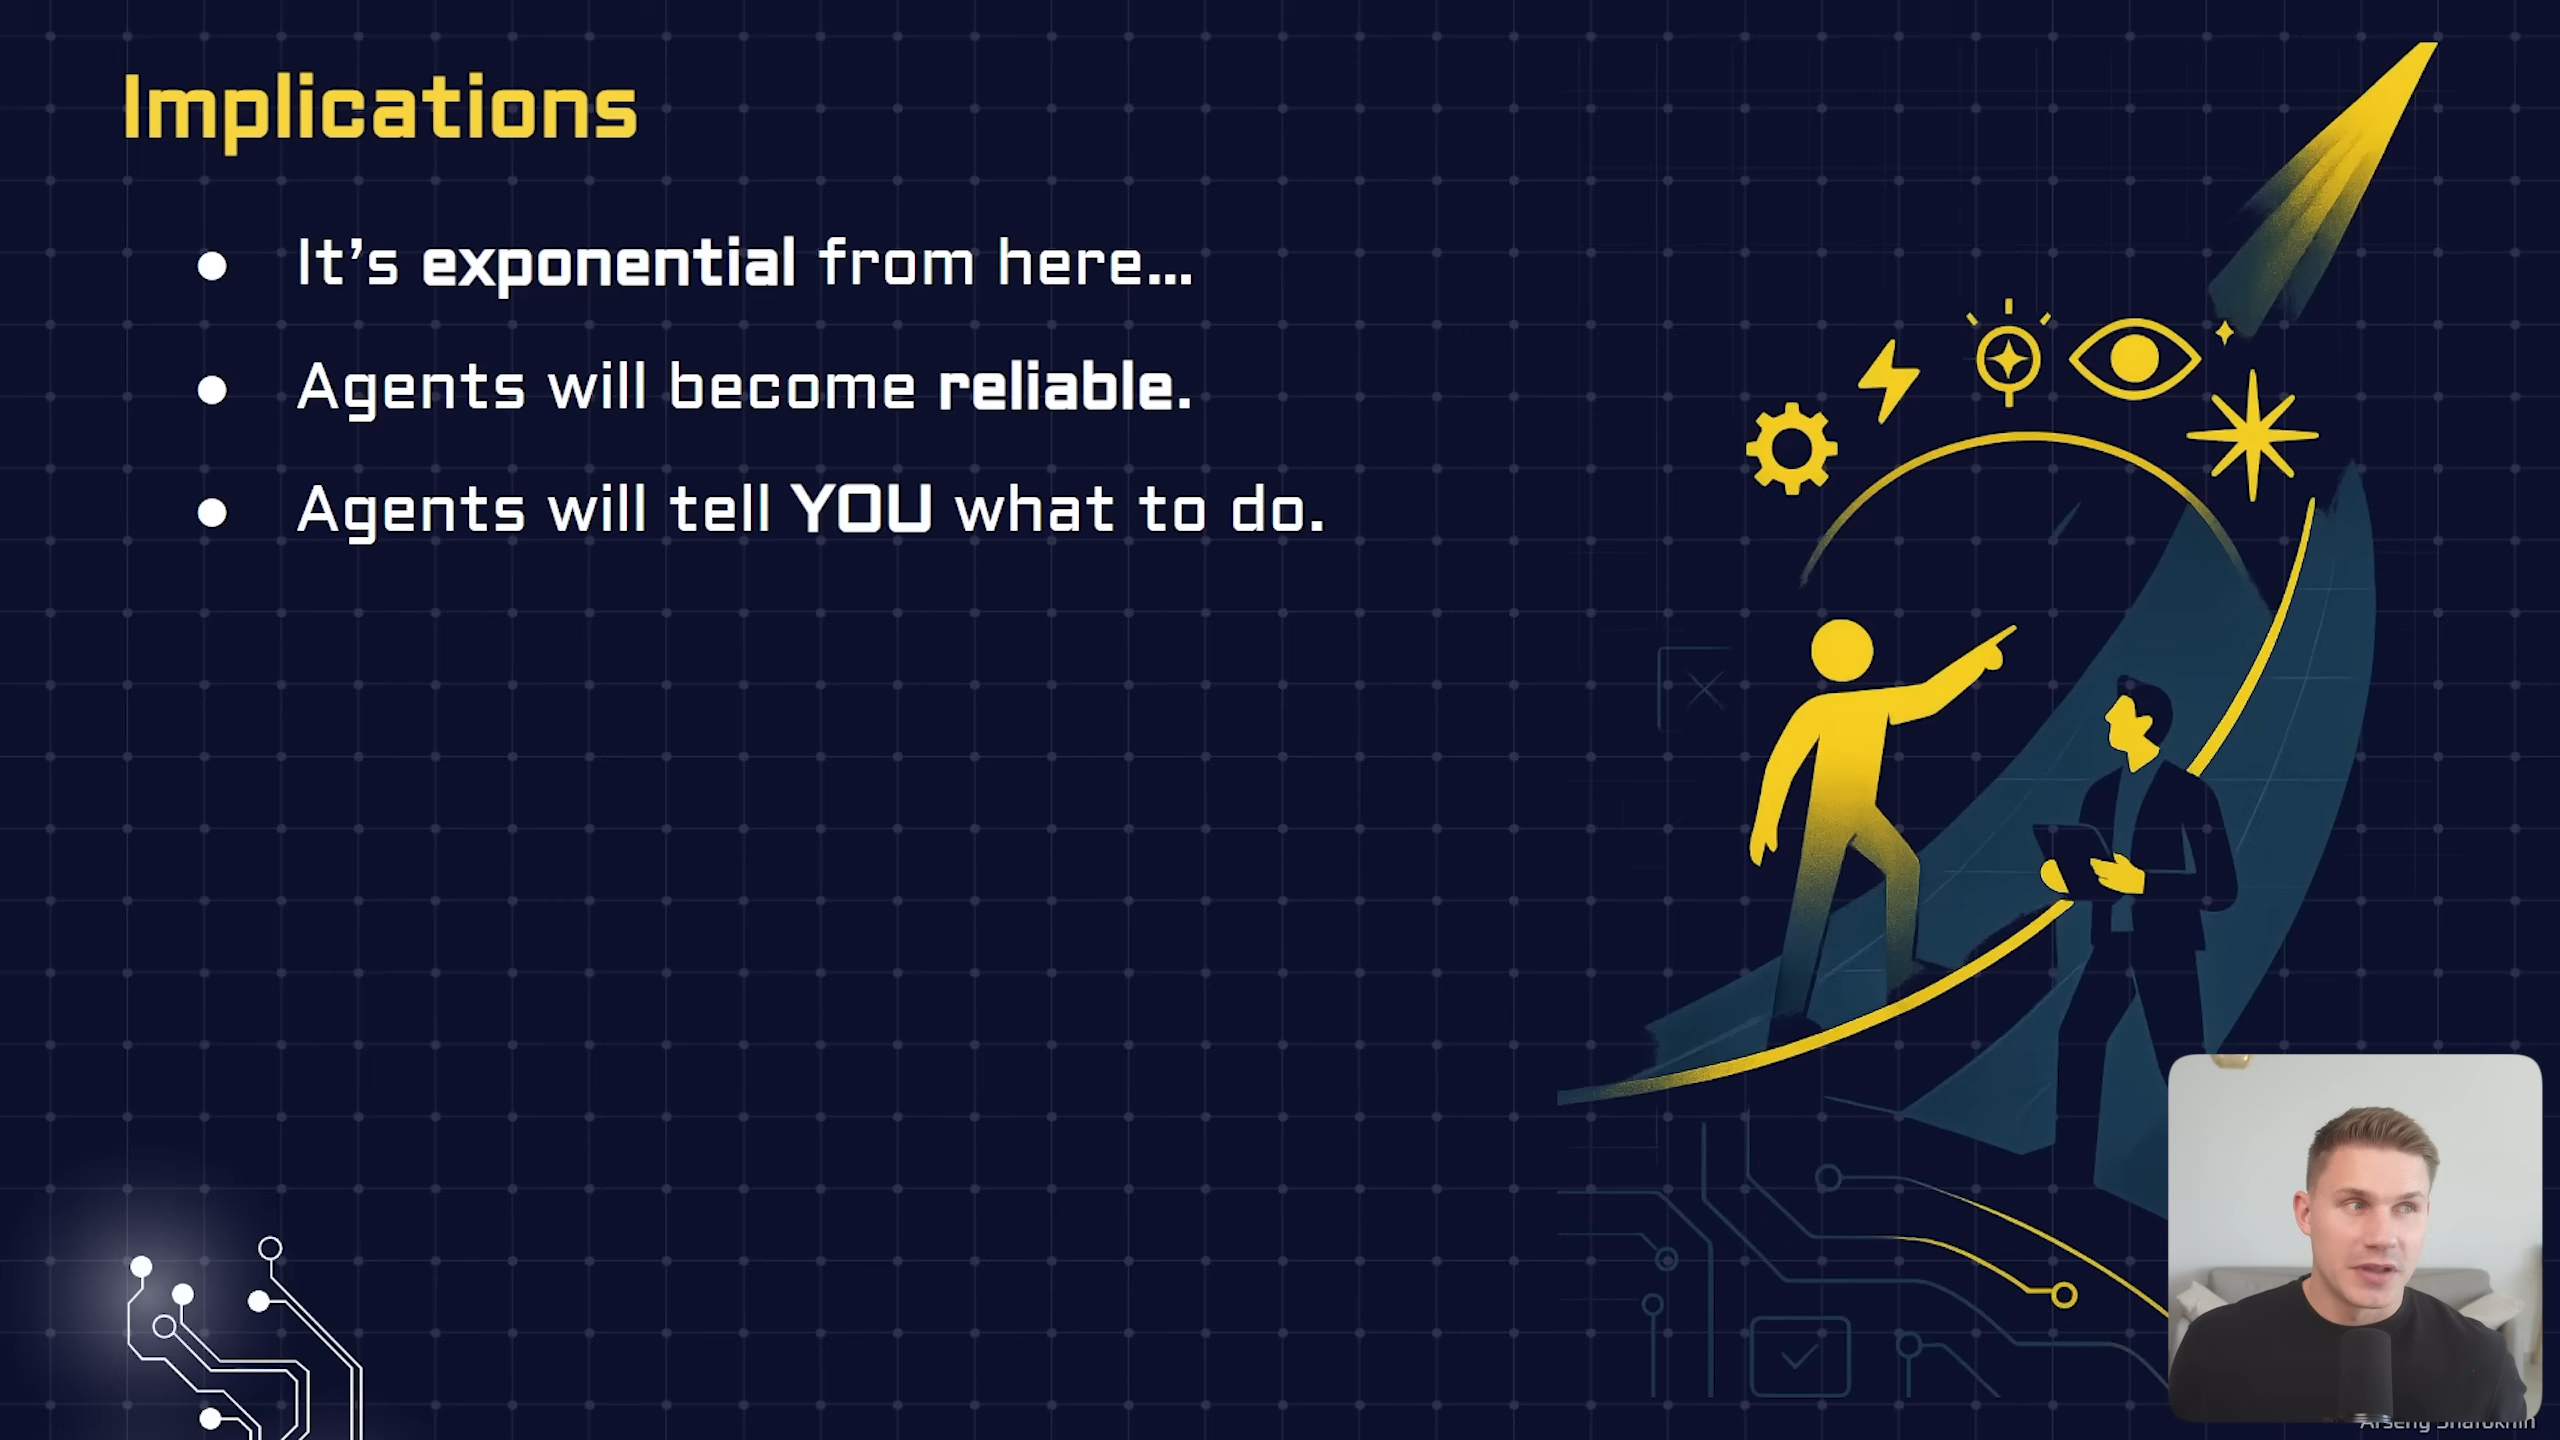 Implications
It’s exponential from here…
Agents will become reliable.
Agents will tell YOU what to do.